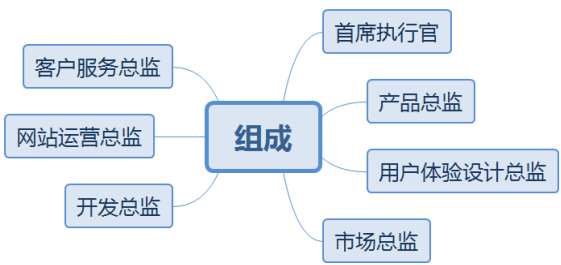 首席执行官
客户服务总监
产品总监
组成
网站运营总监
用户体验设计总监
开发总监
市场总监